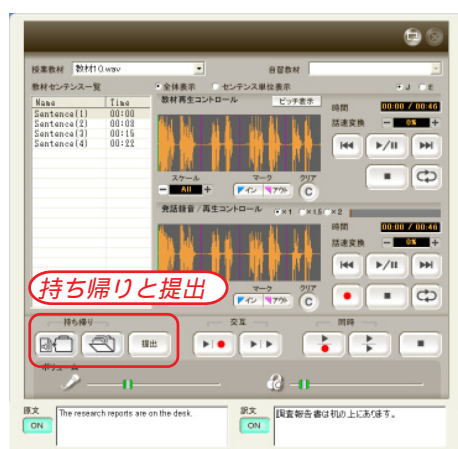 授業教材 教材10.wav 自習教材
教材センテンス一覧 全体表示 センテンス単位表示 J E
Name Time
Sentence(1) 00:00
Sentence(2) 00:08
Sentence(3) 00:15
Sentence(4) 00:22
教材再生コントロール ピッチ表示
時間 00:00 / 00:46
話速変換 − 0% +
スケール マーク クリア
− All + イン アウト C
発話録音/再生コントロール ×1 ×1.5 ×2
時間 00:00 / 00:46
話速変換 − 0% +
マーク クリア
イン アウト C
持ち帰りと提出
持ち帰り 交互 同時
提出
ボリューム
原文 The research reports are on the desk.
ON
訳文 調査報告書は机の上にあります。
ON